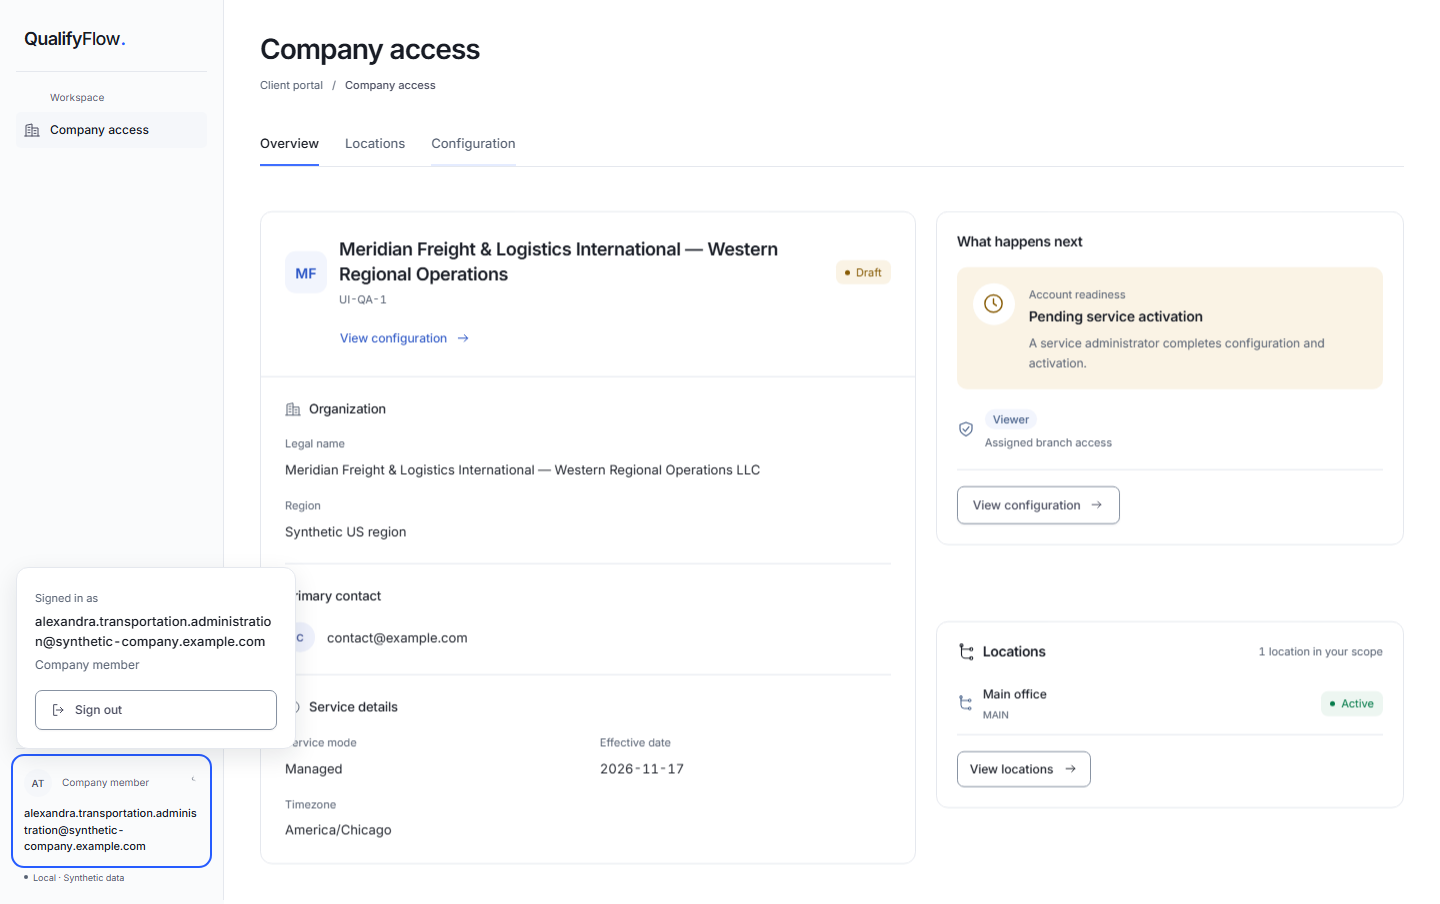 QualifyFlow.
Workspace
Company access
Company access
Client portal / Company access
Overview
Locations
Configuration
MF
Meridian Freight & Logistics International — Western
Regional Operations
UI-QA-1
Draft
View configuration
Organization
Legal name
Meridian Freight & Logistics International — Western Regional Operations LLC
Region
Synthetic US region
rimary contact
C
contact@example.com
Service details
ervice mode
Managed
Effective date
2026-11-17
Timezone
America/Chicago
What happens next
Account readiness
Pending service activation
A service administrator completes configuration and
activation.
Viewer
Assigned branch access
View configuration
Locations
1 location in your scope
Main office
MAIN
Active
View locations
Signed in as
alexandra.transportation.administratio
n@synthetic-company.example.com
Company member
Sign out
AT
Company member
alexandra.transportation.adminis
tration@synthetic-
company.example.com
Local · Synthetic data